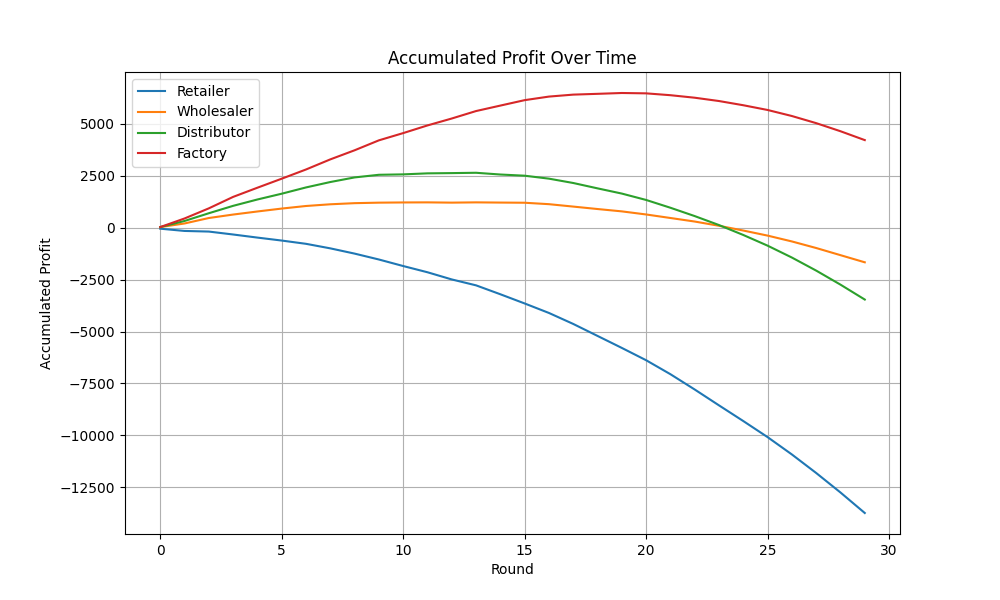 Accumulated Profit Over Time
Retailer
Wholesaler
Distributor
Factory
5000
2500
0
−2500
−5000
−7500
−10000
−12500
Accumulated Profit
0 5 10 15 20 25 30
Round